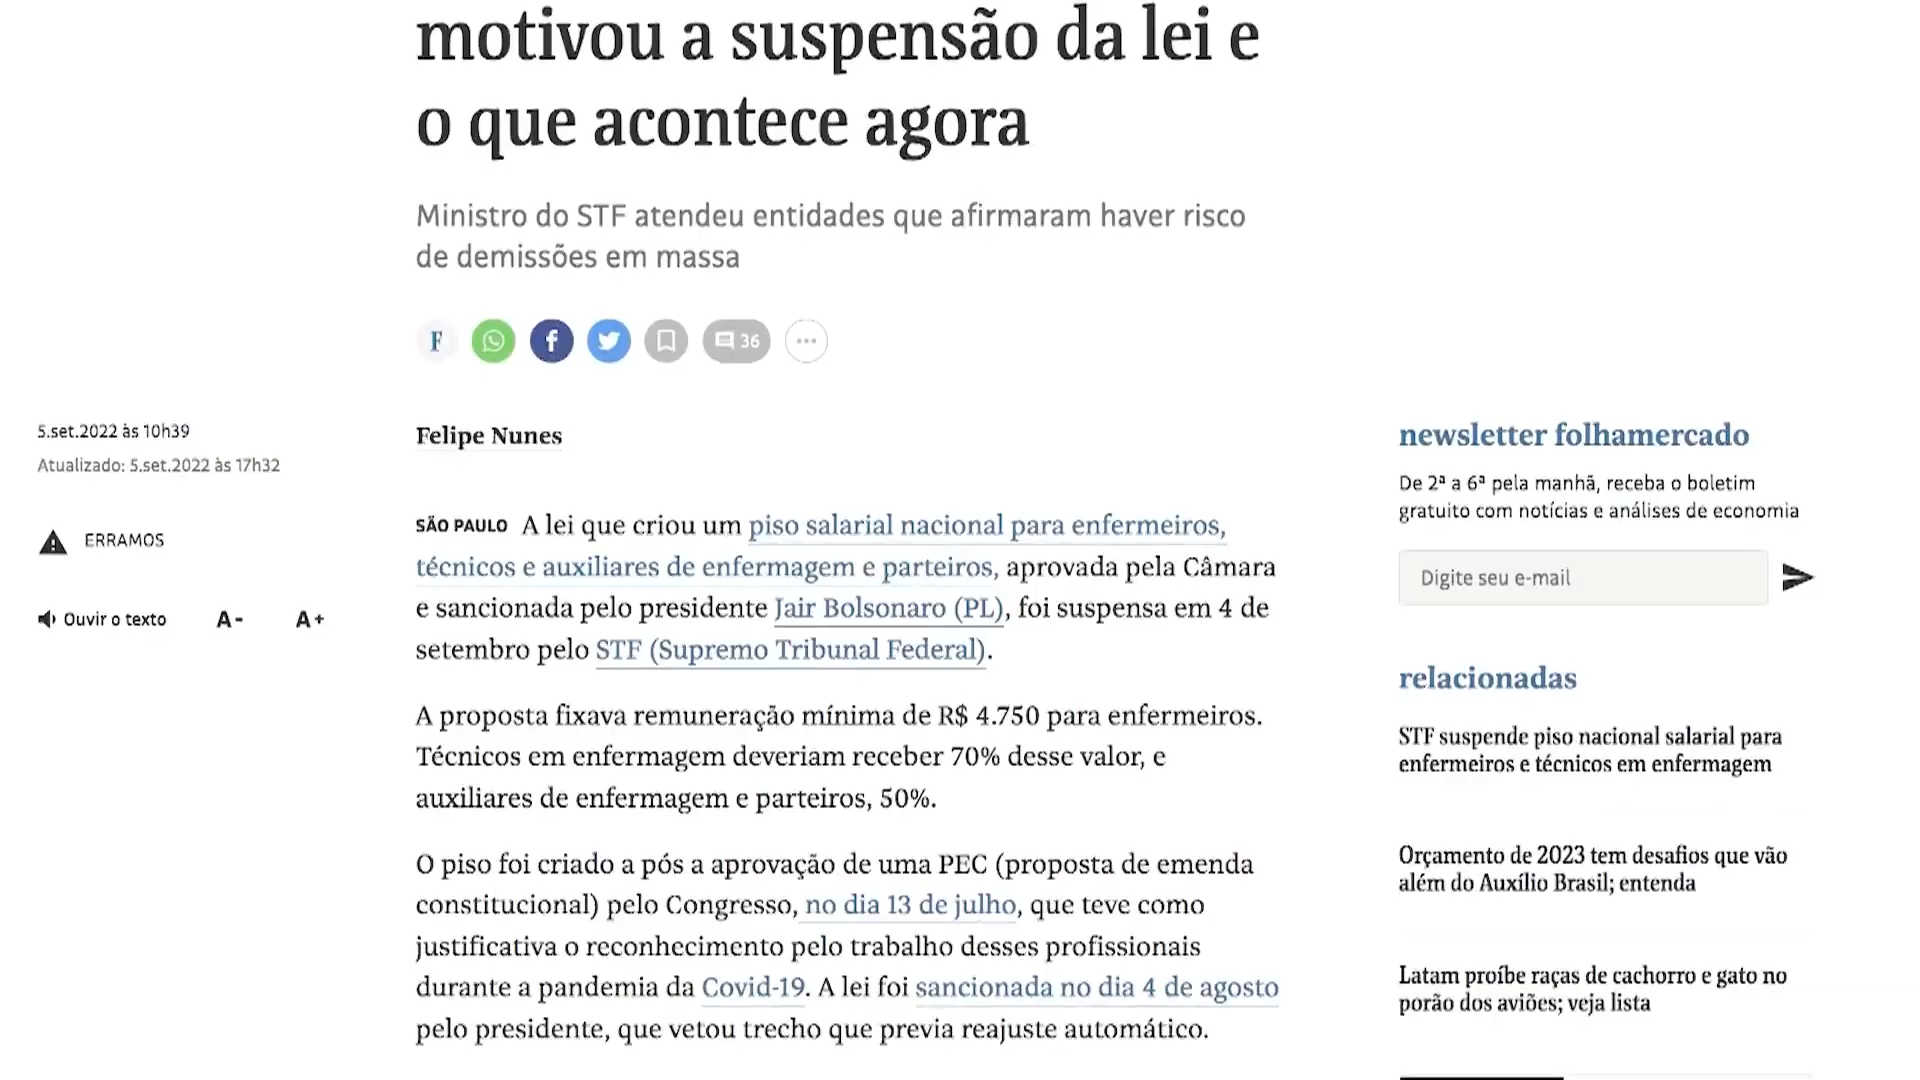 motivou a suspensão da lei e
o que acontece agora
Ministro do STF atendeu entidades que afirmaram haver risco
de demissões em massa
F
f
36
5.set.2022 às 10h39
Atualizado: 5.set.2022 às 17h32
ERRAMOS
Ouvir o texto A- A+
Felipe Nunes
SÃO PAULO A lei que criou um piso salarial nacional para enfermeiros,
técnicos e auxiliares de enfermagem e parteiros, aprovada pela Câmara
e sancionada pelo presidente Jair Bolsonaro (PL), foi suspensa em 4 de
setembro pelo STF (Supremo Tribunal Federal).
A proposta fixava remuneração mínima de R$ 4.750 para enfermeiros.
Técnicos em enfermagem deveriam receber 70% desse valor, e
auxiliares de enfermagem e parteiros, 50%.
O piso foi criado a pós a aprovação de uma PEC (proposta de emenda
constitucional) pelo Congresso, no dia 13 de julho, que teve como
justificativa o reconhecimento pelo trabalho desses profissionais
durante a pandemia da Covid-19. A lei foi sancionada no dia 4 de agosto
pelo presidente, que vetou trecho que previa reajuste automático.
newsletter folhamercado
De 2ª a 6ª pela manhã, receba o boletim
gratuito com notícias e análises de economia
Digite seu e-mail
relacionadas
STF suspende piso nacional salarial para
enfermeiros e técnicos em enfermagem
Orçamento de 2023 tem desafios que vão
além do Auxílio Brasil; entenda
Latam proíbe raças de cachorro e gato no
porão dos aviões; veja lista